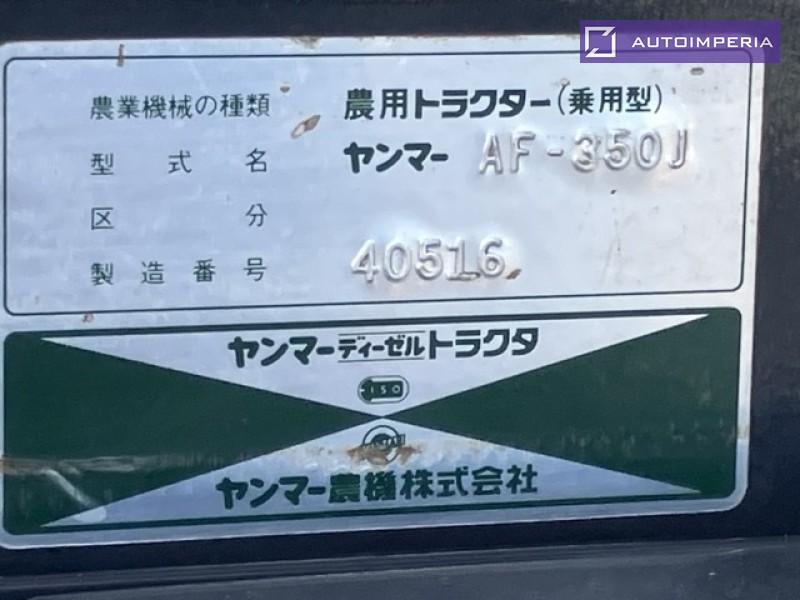 AUTOIMPERIA
農業機械の種類 農用トラクター(乗用型)
型式名 ヤンマー AF-350J
区分
製造番号 40516
ヤンマーディーゼルトラクタ
150
ヤンマー農機株式会社